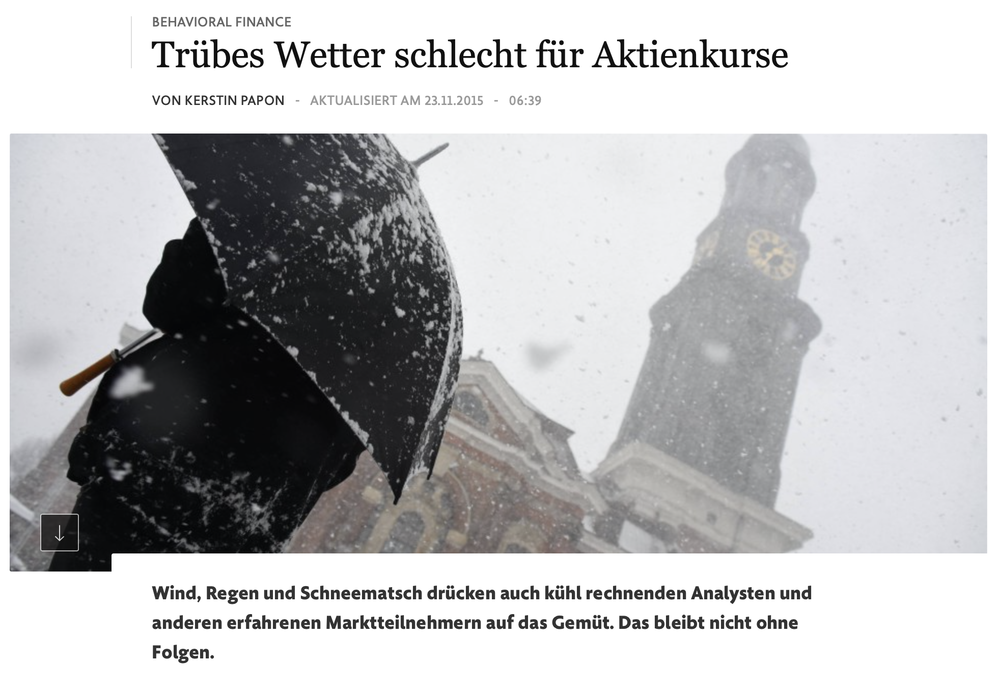 BEHAVIORAL FINANCE
Trübes Wetter schlecht für Aktienkurse
VON KERSTIN PAPON - AKTUALISIERT AM 23.11.2015 - 06:39
Wind, Regen und Schneematsch drücken auch kühl rechnenden Analysten und
anderen erfahrenen Marktteilnehmern auf das Gemüt. Das bleibt nicht ohne
Folgen.